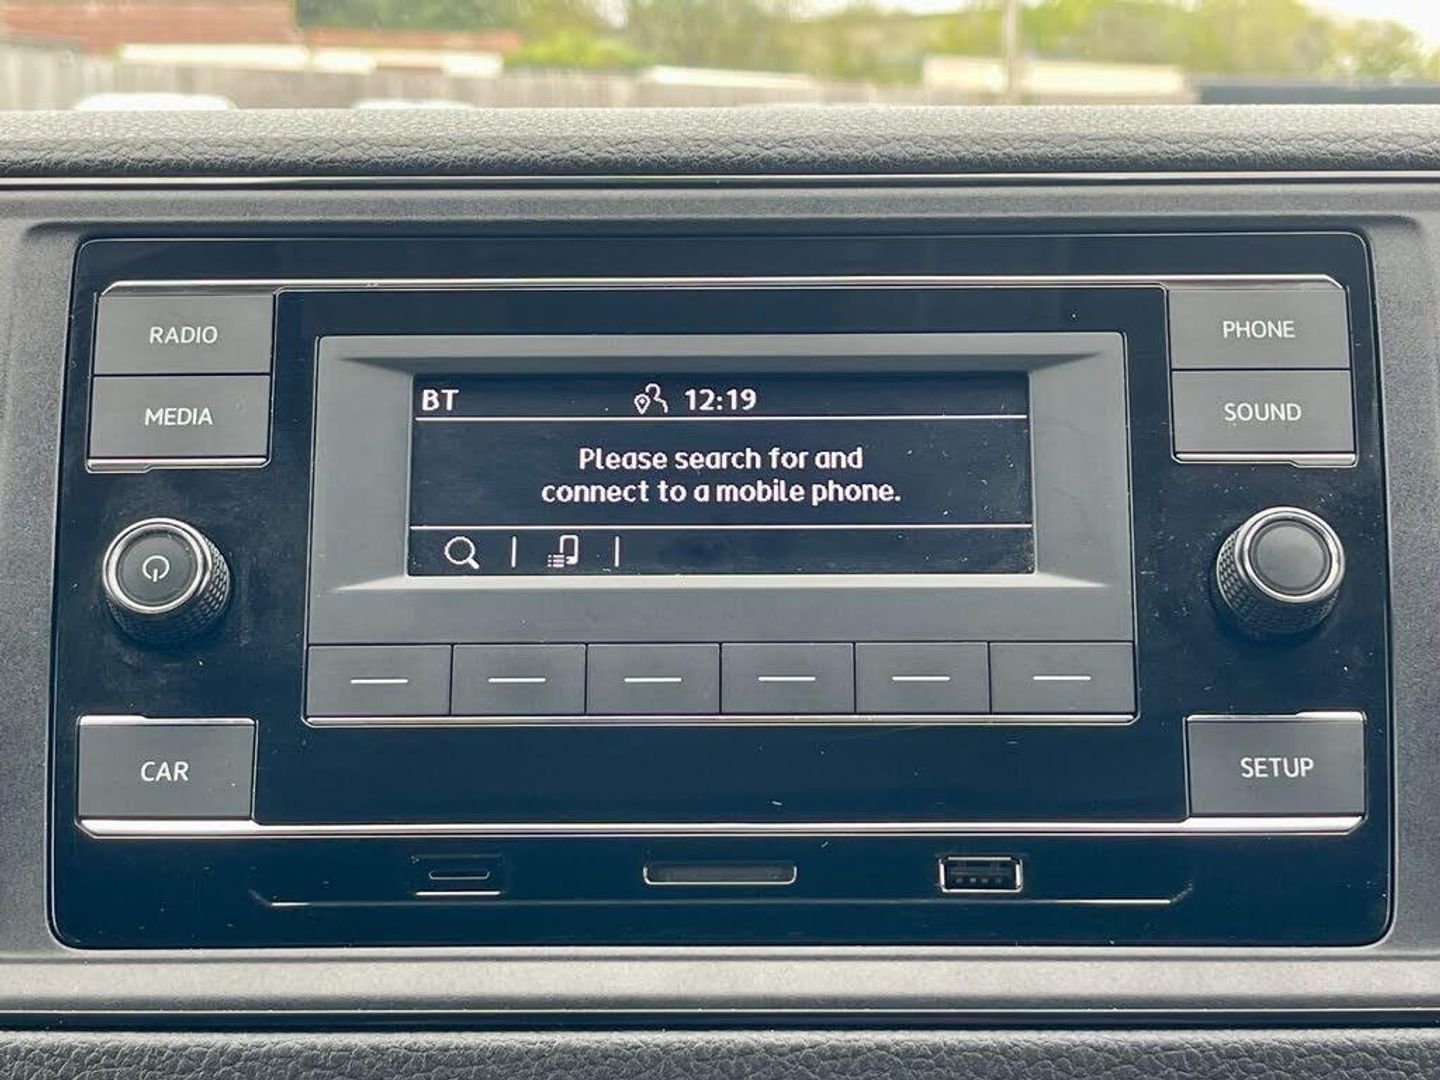 RADIO
MEDIA
BT 12:19
Please search for and
connect to a mobile phone.
PHONE
SOUND
CAR
SETUP